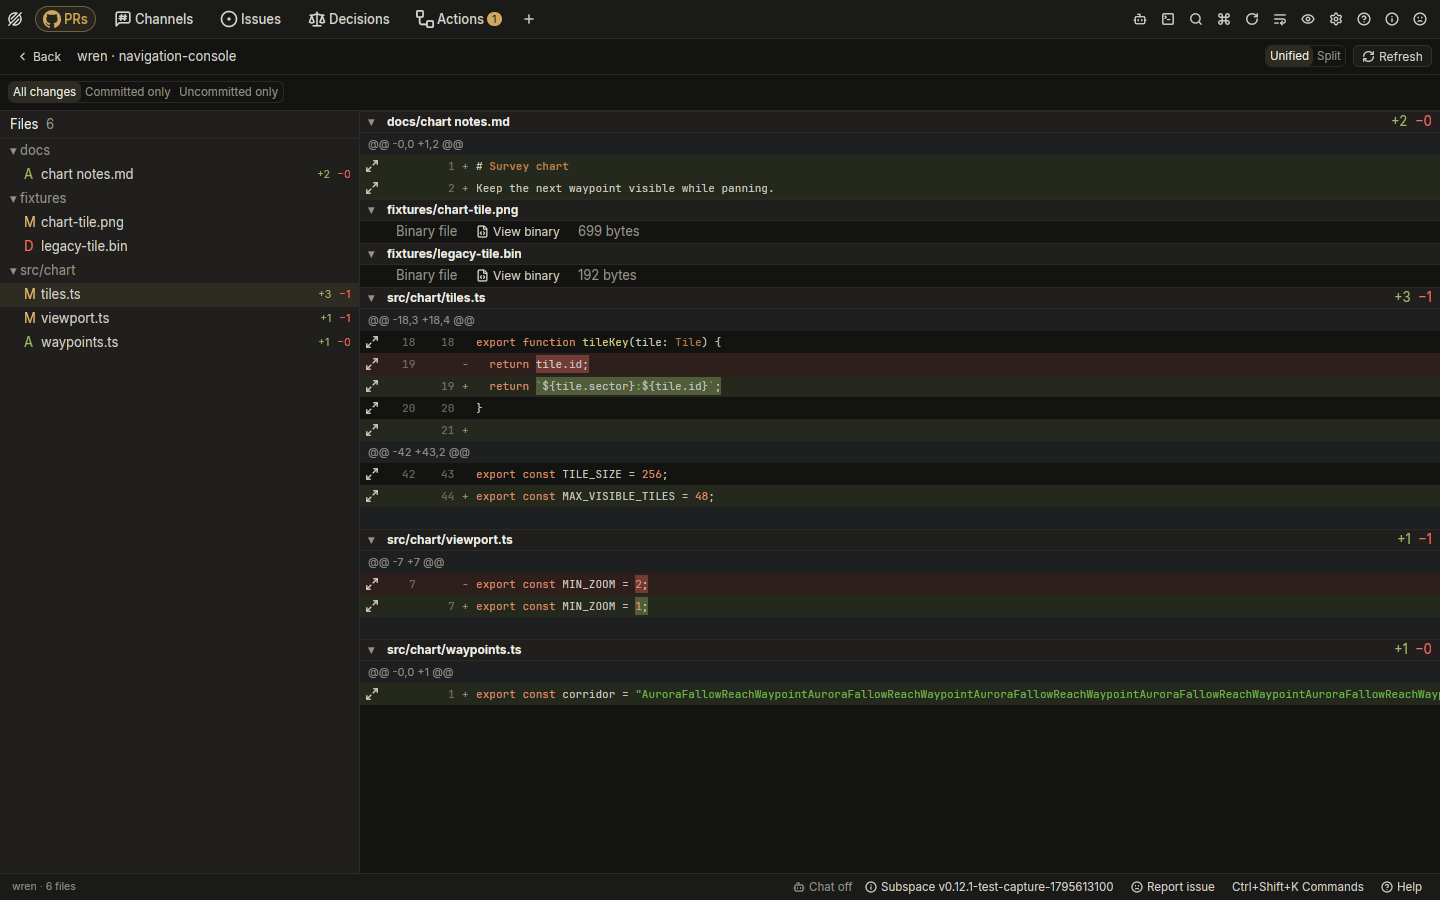 PRs Channels Issues Decisions Actions 1
Back wren · navigation-console Unified Split Refresh
All changes Committed only Uncommitted only
Files 6
docs
A chart notes.md +2 −0
fixtures
M chart-tile.png
D legacy-tile.bin
src/chart
M tiles.ts +3 −1
M viewport.ts +1 −1
A waypoints.ts +1 −0
docs/chart notes.md +2 −0
@@ -0,0 +1,2 @@
1 + # Survey chart
2 + Keep the next waypoint visible while panning.
fixtures/chart-tile.png
Binary file View binary 699 bytes
fixtures/legacy-tile.bin
Binary file View binary 192 bytes
src/chart/tiles.ts +3 −1
@@ -18,3 +18,4 @@
18 18 export function tileKey(tile: Tile) {
19 - return tile.id;
19 + return `${tile.sector}:${tile.id}`;
20 20 }
21 +
@@ -42 +43,2 @@
42 43 export const TILE_SIZE = 256;
44 + export const MAX_VISIBLE_TILES = 48;
src/chart/viewport.ts +1 −1
@@ -7 +7 @@
7 - export const MIN_ZOOM = 2;
7 + export const MIN_ZOOM = 1;
src/chart/waypoints.ts +1 −0
@@ -0,0 +1 @@
1 + export const corridor = "AuroraFallowReachWaypointAuroraFallowReachWaypointAuroraFallowReachWaypointAuroraFallowReachWaypointAuroraFallowReachWay
wren · 6 files Chat off Subspace v0.12.1-test-capture-1795613100 Report issue Ctrl+Shift+K Commands Help